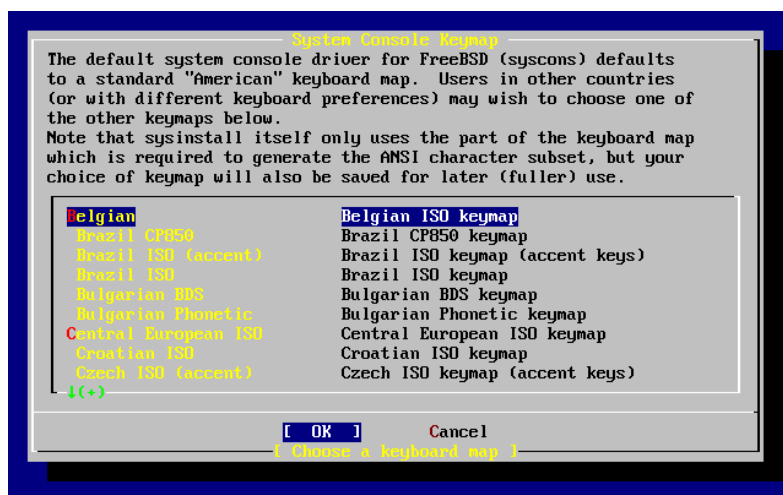 System Console Keymap
The default system console driver for FreeBSD (syscons) defaults
to a standard "American" keyboard map.  Users in other countries
(or with different keyboard preferences) may wish to choose one of
the other keymaps below.
Note that sysinstall itself only uses the part of the keyboard map
which is required to generate the ANSI character subset, but your
choice of keymap will also be saved for later (fuller) use.
Belgian Belgian ISO keymap
Brazil CP850 Brazil CP850 keymap
Brazil ISO (accent) Brazil ISO keymap (accent keys)
Brazil ISO Brazil ISO keymap
Bulgarian BDS Bulgarian BDS keymap
Bulgarian Phonetic Bulgarian Phonetic keymap
Central European ISO Central European ISO keymap
Croatian ISO Croatian ISO keymap
Czech ISO (accent) Czech ISO keymap (accent keys)
↓(+)
[ OK ] Cancel
[ Choose a keyboard map ]